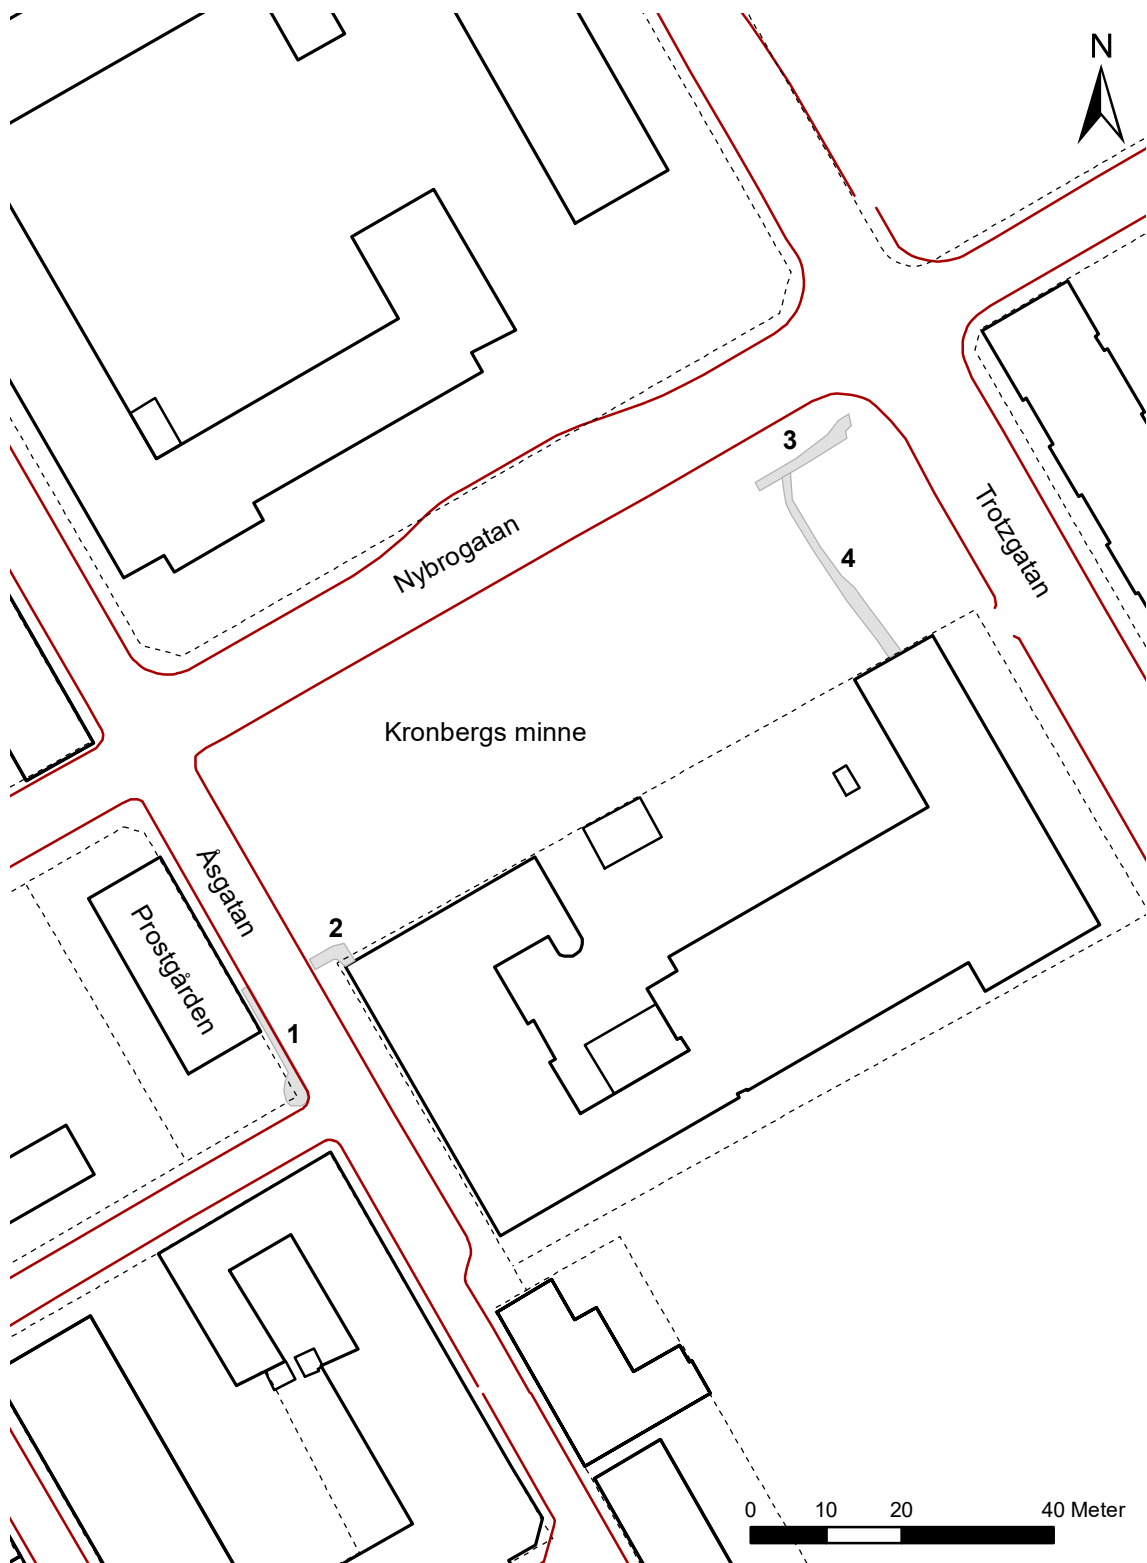 N
3
Nybrogatan
Trotzgatan
4
Kronbergs minne
Åsgatan
Prostgården
2
1
0 10 20 40 Meter